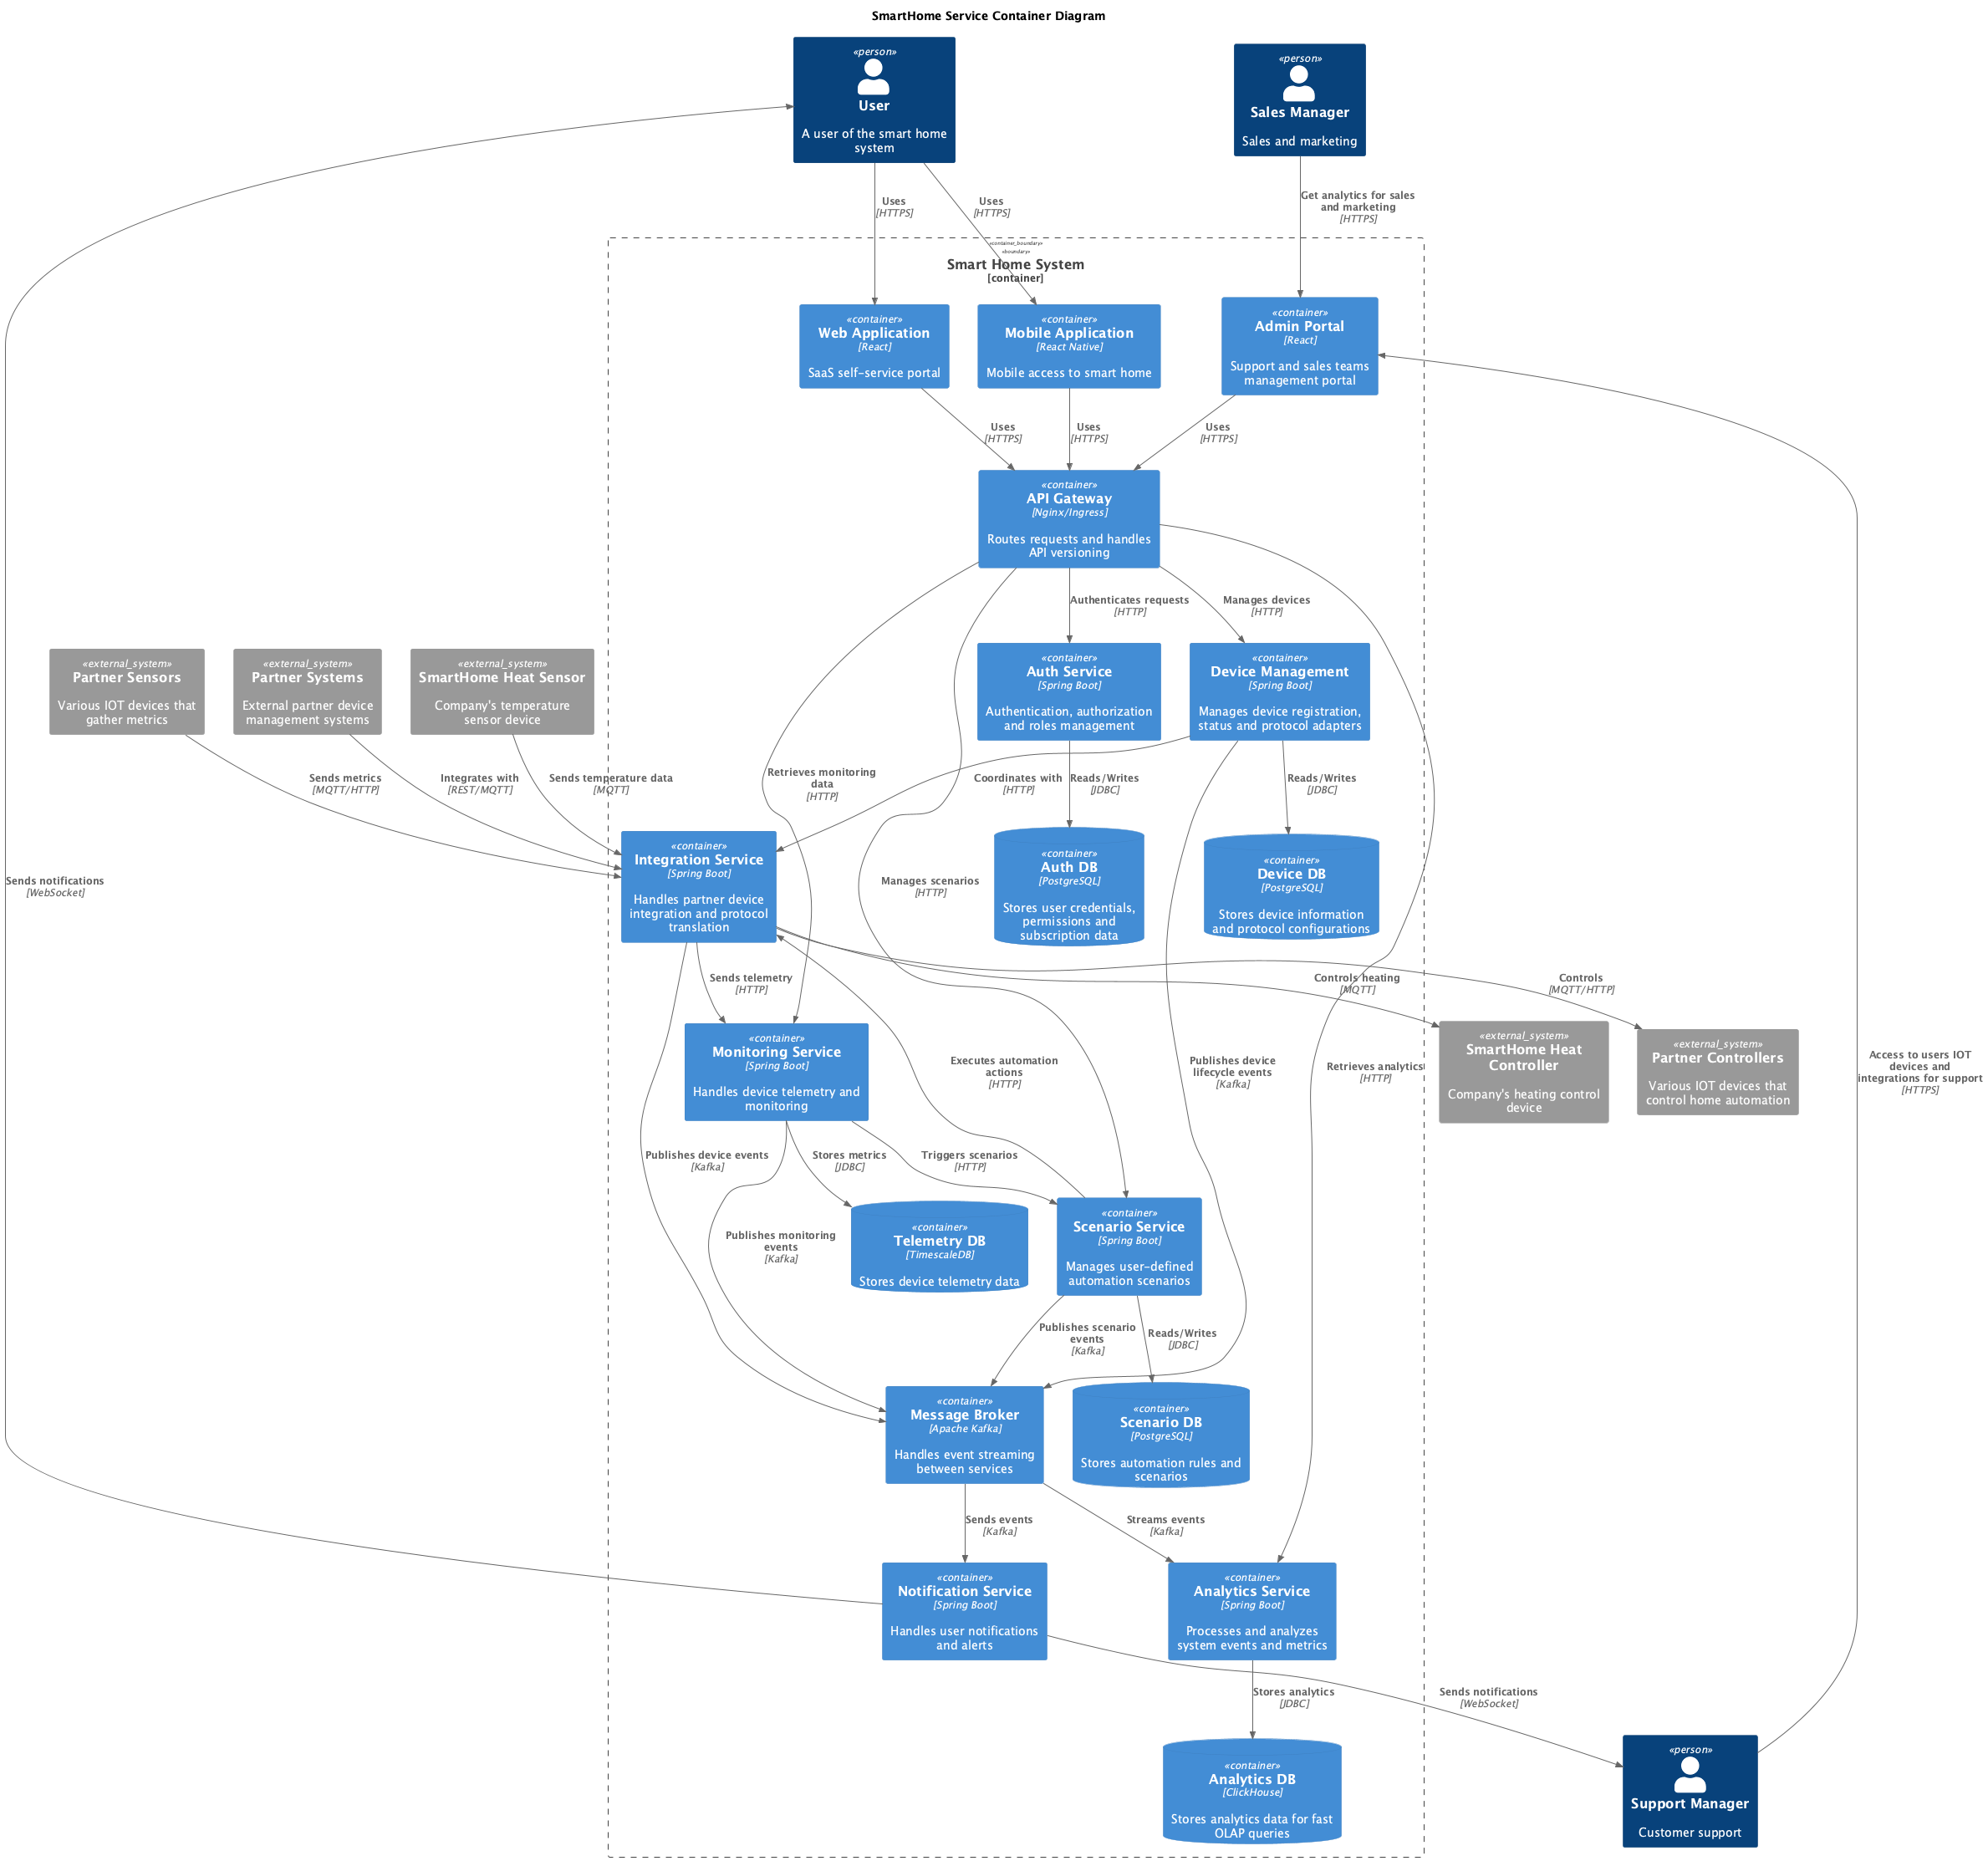 SmartHome Service Container Diagram
«person»
User
A user of the smart home
system
«person»
Sales Manager
Sales and marketing
Uses
[HTTPS]
Uses
[HTTPS]
Get analytics for sales
and marketing
[HTTPS]
«container_boundary»
«boundary»
Smart Home System
[container]
«container»
Web Application
[React]
SaaS self-service portal
«container»
Mobile Application
[React Native]
Mobile access to smart home
«container»
Admin Portal
[React]
Support and sales teams
management portal
Uses
[HTTPS]
Uses
[HTTPS]
Uses
[HTTPS]
«container»
API Gateway
[Nginx/Ingress]
Routes requests and handles
API versioning
Authenticates requests
[HTTP]
Manages devices
[HTTP]
«external_system»
Partner Sensors
Various IOT devices that
gather metrics
«external_system»
Partner Systems
External partner device
management systems
«external_system»
SmartHome Heat Sensor
Company's temperature
sensor device
«container»
Auth Service
[Spring Boot]
Authentication, authorization
and roles management
«container»
Device Management
[Spring Boot]
Manages device registration,
status and protocol adapters
Sends metrics
[MQTT/HTTP]
Integrates with
[REST/MQTT]
Sends temperature data
[MQTT]
Retrieves monitoring
data
[HTTP]
Coordinates with
[HTTP]
Reads/Writes
[JDBC]
Reads/Writes
[JDBC]
Sends notifications
[WebSocket]
«container»
Integration Service
[Spring Boot]
Handles partner device
integration and protocol
translation
Manages scenarios
[HTTP]
«container»
Auth DB
[PostgreSQL]
Stores user credentials,
permissions and
subscription data
«container»
Device DB
[PostgreSQL]
Stores device information
and protocol configurations
Sends telemetry
[HTTP]
Controls heating
[MQTT]
Controls
[MQTT/HTTP]
«container»
Monitoring Service
[Spring Boot]
Handles device telemetry and
monitoring
Executes automation
actions
[HTTP]
Publishes device
lifecycle events
[Kafka]
Retrieves analytics
[HTTP]
«external_system»
SmartHome Heat
Controller
Company's heating control
device
«external_system»
Partner Controllers
Various IOT devices that
control home automation
Access to users IOT
devices and
integrations for support
[HTTPS]
Publishes device events
[Kafka]
Stores metrics
[JDBC]
Triggers scenarios
[HTTP]
Publishes monitoring
events
[Kafka]
«container»
Telemetry DB
[TimescaleDB]
Stores device telemetry data
«container»
Scenario Service
[Spring Boot]
Manages user-defined
automation scenarios
Publishes scenario
events
[Kafka]
Reads/Writes
[JDBC]
«container»
Message Broker
[Apache Kafka]
Handles event streaming
between services
«container»
Scenario DB
[PostgreSQL]
Stores automation rules and
scenarios
Sends events
[Kafka]
Streams events
[Kafka]
«container»
Notification Service
[Spring Boot]
Handles user notifications
and alerts
«container»
Analytics Service
[Spring Boot]
Processes and analyzes
system events and metrics
Stores analytics
[JDBC]
Sends notifications
[WebSocket]
«container»
Analytics DB
[ClickHouse]
Stores analytics data for fast
OLAP queries
«person»
Support Manager
Customer support